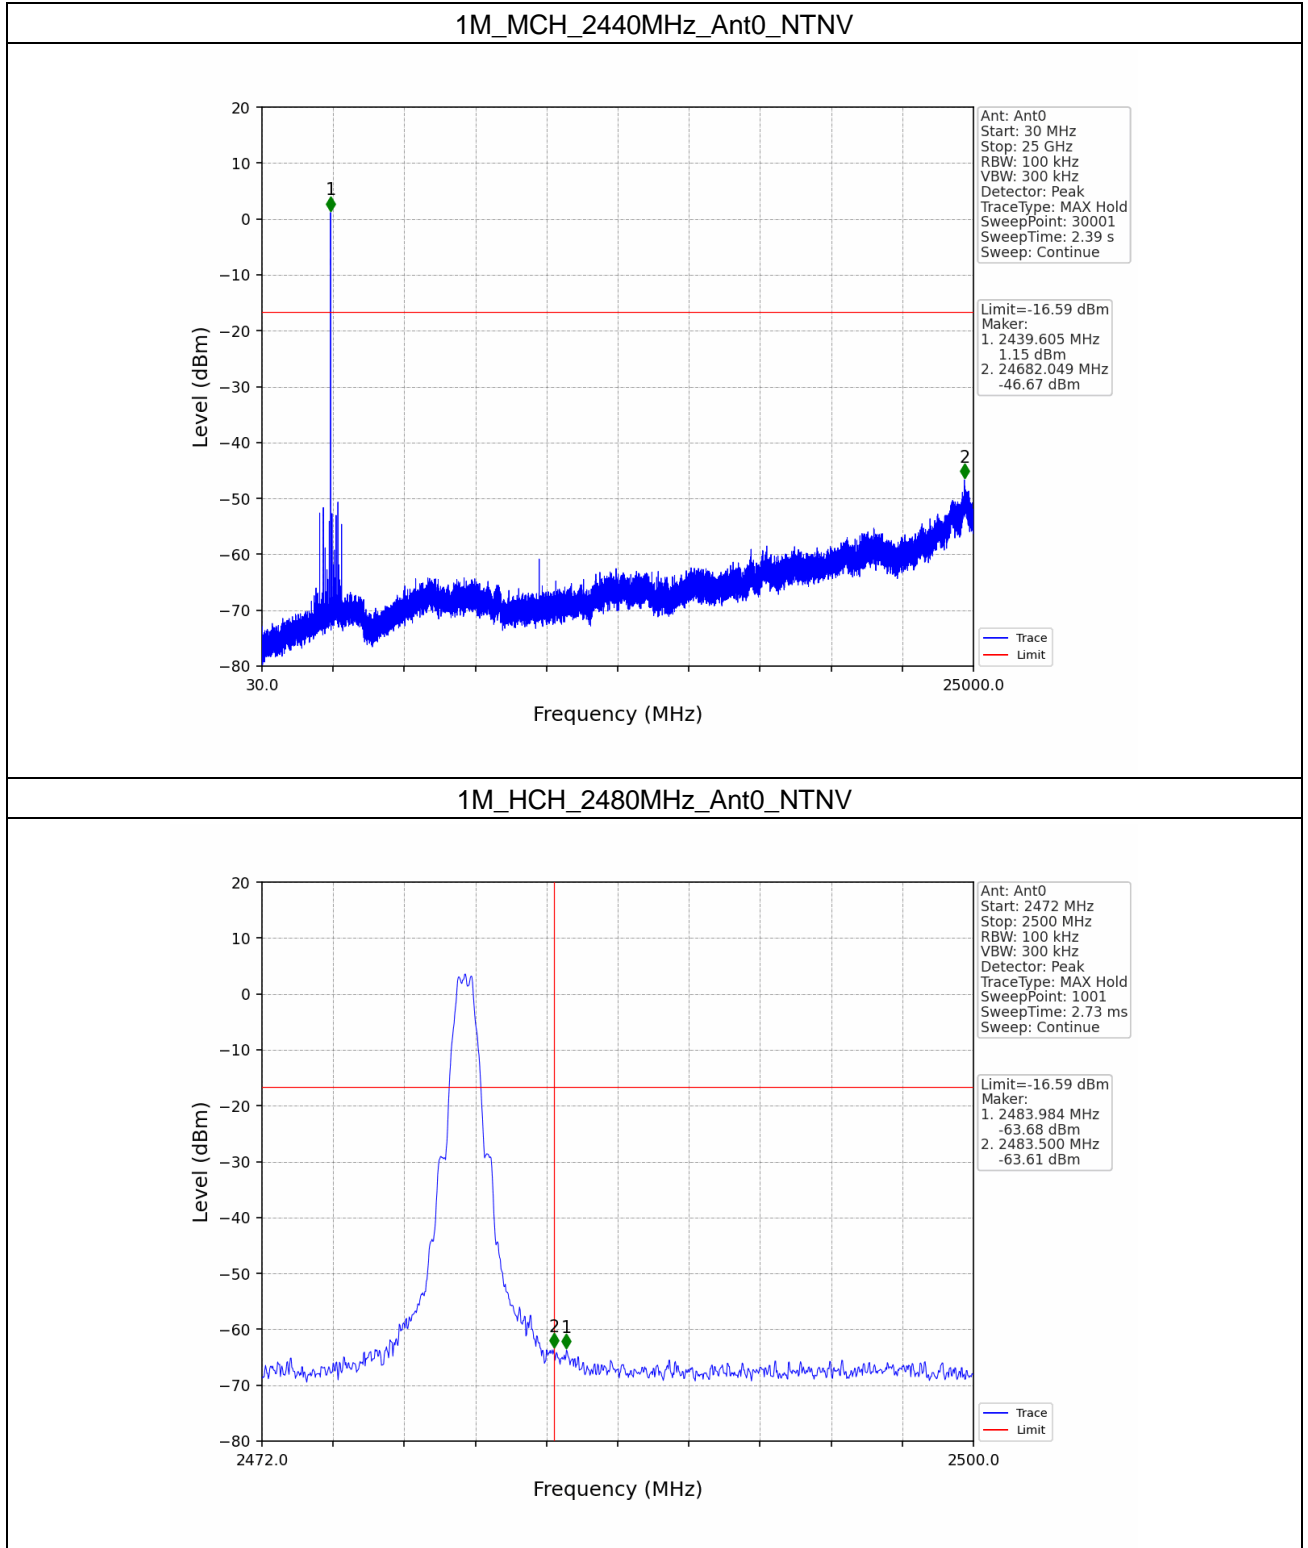 1M_MCH_2440MHz_Ant0_NTNV
20
10
0
−10
−20
−30
−40
−50
−60
−70
−80
Level (dBm)
1
2
30.0
25000.0
Frequency (MHz)
Ant: Ant0
Start: 30 MHz
Stop: 25 GHz
RBW: 100 kHz
VBW: 300 kHz
Detector: Peak
TraceType: MAX Hold
SweepPoint: 30001
SweepTime: 2.39 s
Sweep: Continue
Limit=-16.59 dBm
Maker:
1. 2439.605 MHz
1.15 dBm
2. 24682.049 MHz
-46.67 dBm
Trace
Limit
1M_HCH_2480MHz_Ant0_NTNV
20
10
0
−10
−20
−30
−40
−50
−60
−70
−80
Level (dBm)
2 1
2472.0
2500.0
Frequency (MHz)
Ant: Ant0
Start: 2472 MHz
Stop: 2500 MHz
RBW: 100 kHz
VBW: 300 kHz
Detector: Peak
TraceType: MAX Hold
SweepPoint: 1001
SweepTime: 2.73 ms
Sweep: Continue
Limit=-16.59 dBm
Maker:
1. 2483.984 MHz
-63.68 dBm
2. 2483.500 MHz
-63.61 dBm
Trace
Limit